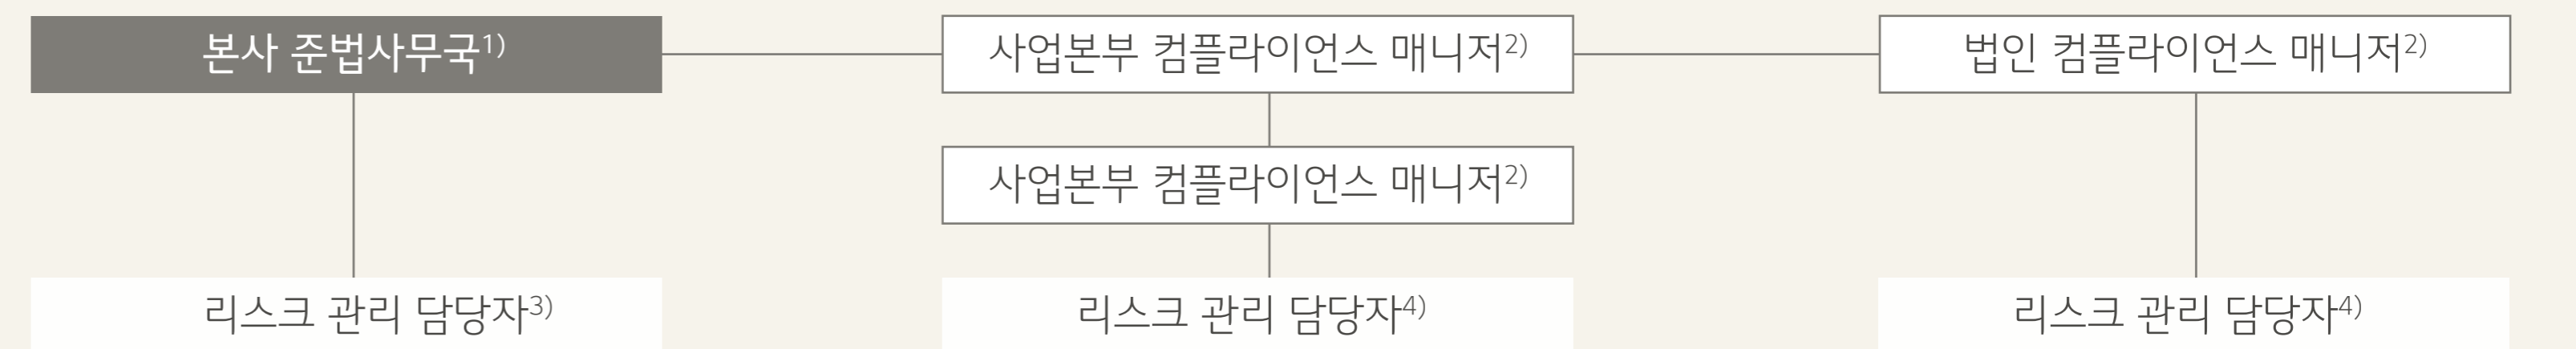 본사 준법사무국1)
사업본부 컴플라이언스 매니저2)
법인 컴플라이언스 매니저2)
사업본부 컴플라이언스 매니저2)
리스크 관리 담당자3)
리스크 관리 담당자4)
리스크 관리 담당자4)